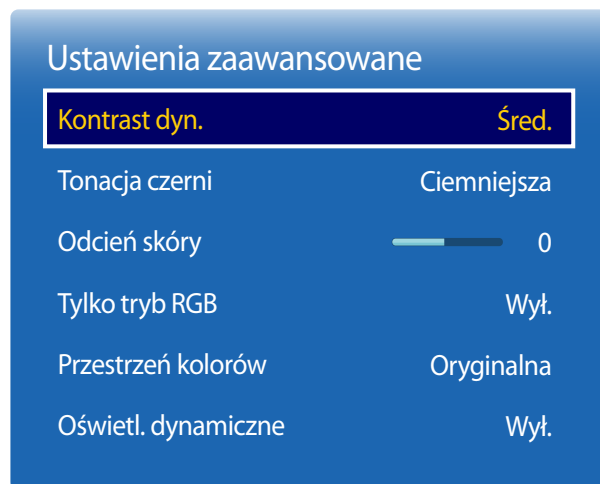 Ustawienia zaawansowane
Kontrast dyn. Śred.
Tonacja czerni Ciemniejsza
Odcień skóry 0
Tylko tryb RGB Wył.
Przestrzeń kolorów Oryginalna
Oświetl. dynamiczne Wył.